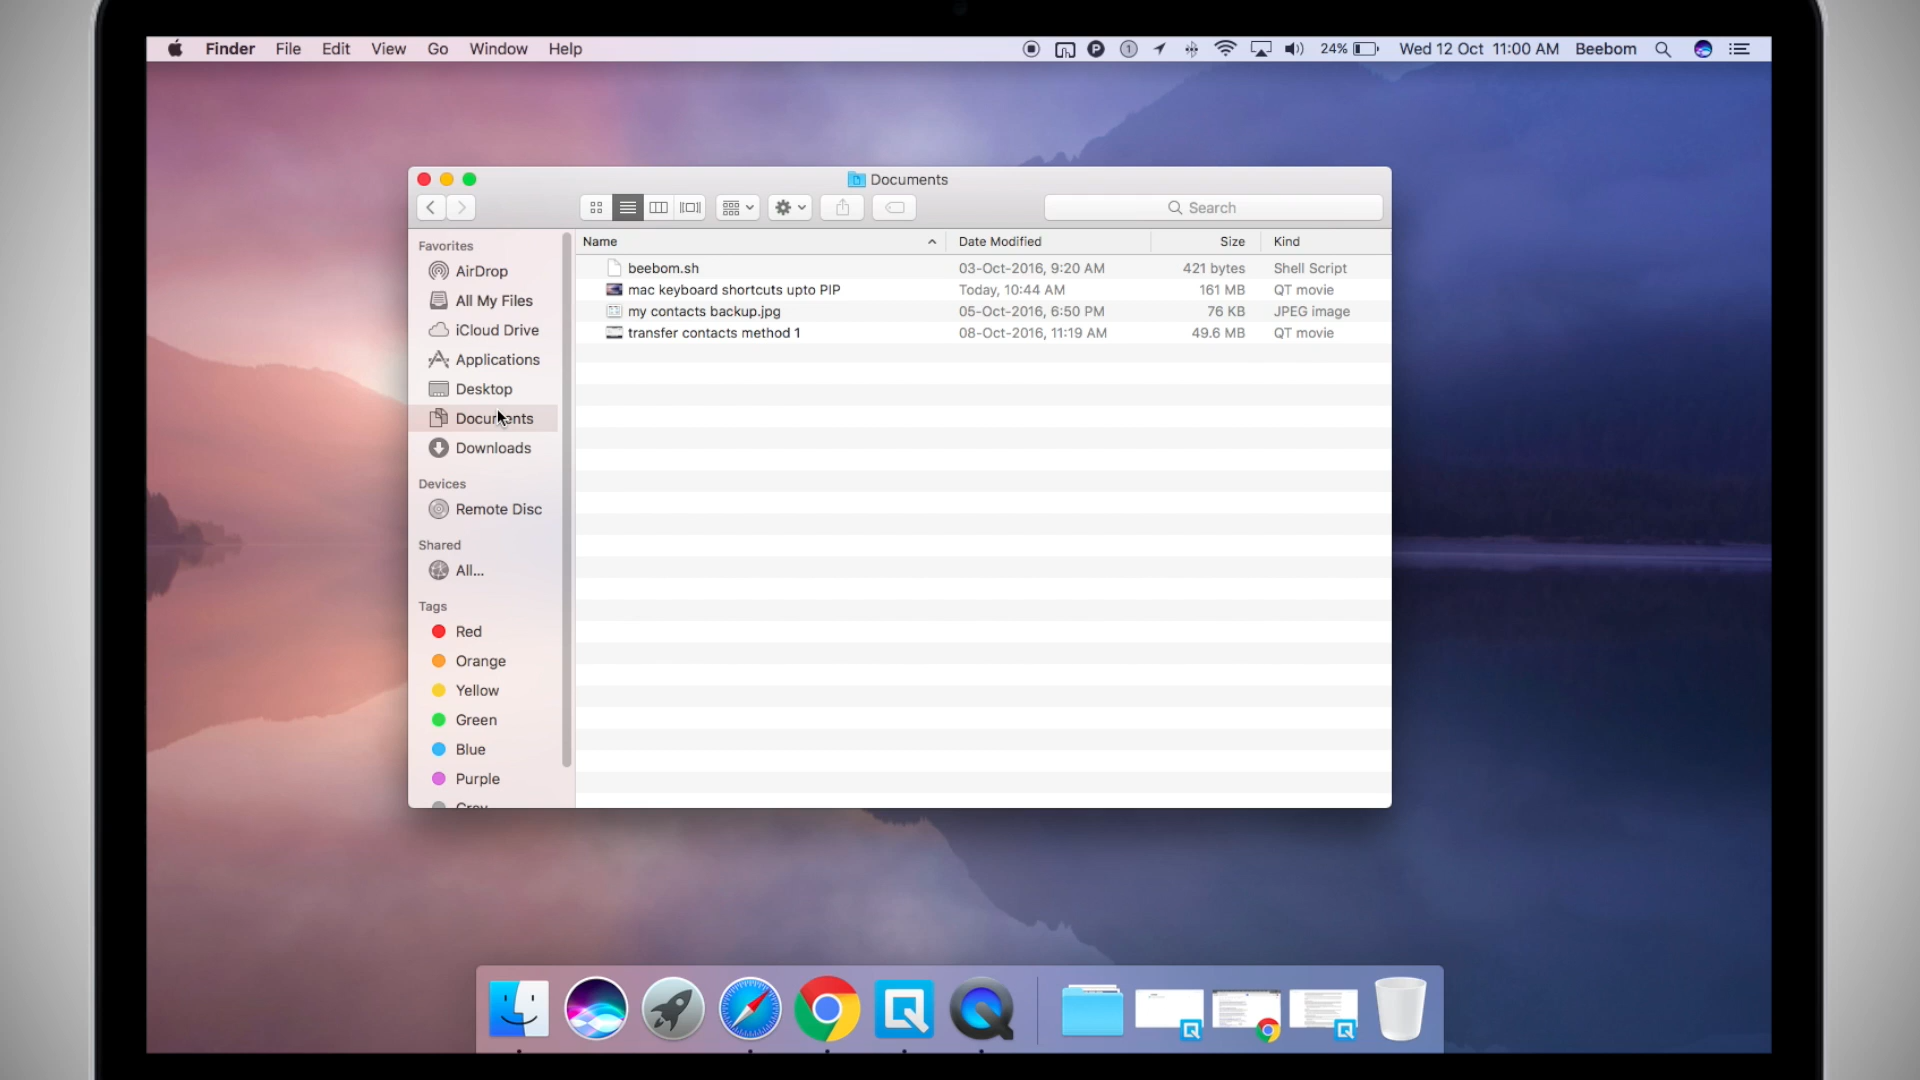 Finder File Edit View Go Window Help 24% Wed 12 Oct 11:00 AM Beebom
Documents
Search
Favorites
AirDrop
All My Files
iCloud Drive
Applications
Desktop
Documents
Downloads
Devices
Remote Disc
Shared
All...
Tags
Red
Orange
Yellow
Green
Blue
Purple
Gray
Name Date Modified Size Kind
beebom.sh 03-Oct-2016, 9:20 AM 421 bytes Shell Script
mac keyboard shortcuts upto PIP Today, 10:44 AM 161 MB QT movie
my contacts backup.jpg 05-Oct-2016, 6:50 PM 76 KB JPEG image
transfer contacts method 1 08-Oct-2016, 11:19 AM 49.6 MB QT movie